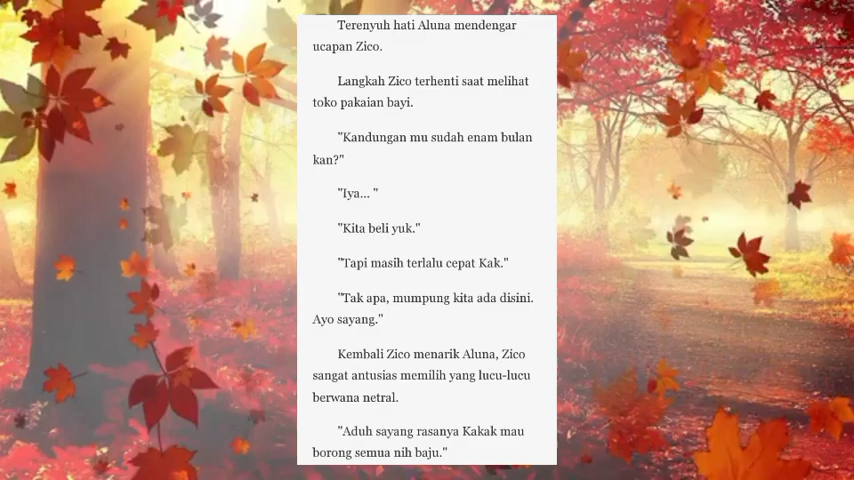 Terenyuh hati Aluna mendengar
ucapan Zico.
Langkah Zico terhenti saat melihat
toko pakaian bayi.
"Kandungan mu sudah enam bulan
kan?"
"Iya... "
"Kita beli yuk."
"Tapi masih terlalu cepat Kak."
"Tak apa, mumpung kita ada disini.
Ayo sayang."
Kembali Zico menarik Aluna, Zico
sangat antusias memilih yang lucu-lucu
berwana netral.
"Aduh sayang rasanya Kakak mau
borong semua nih baju."